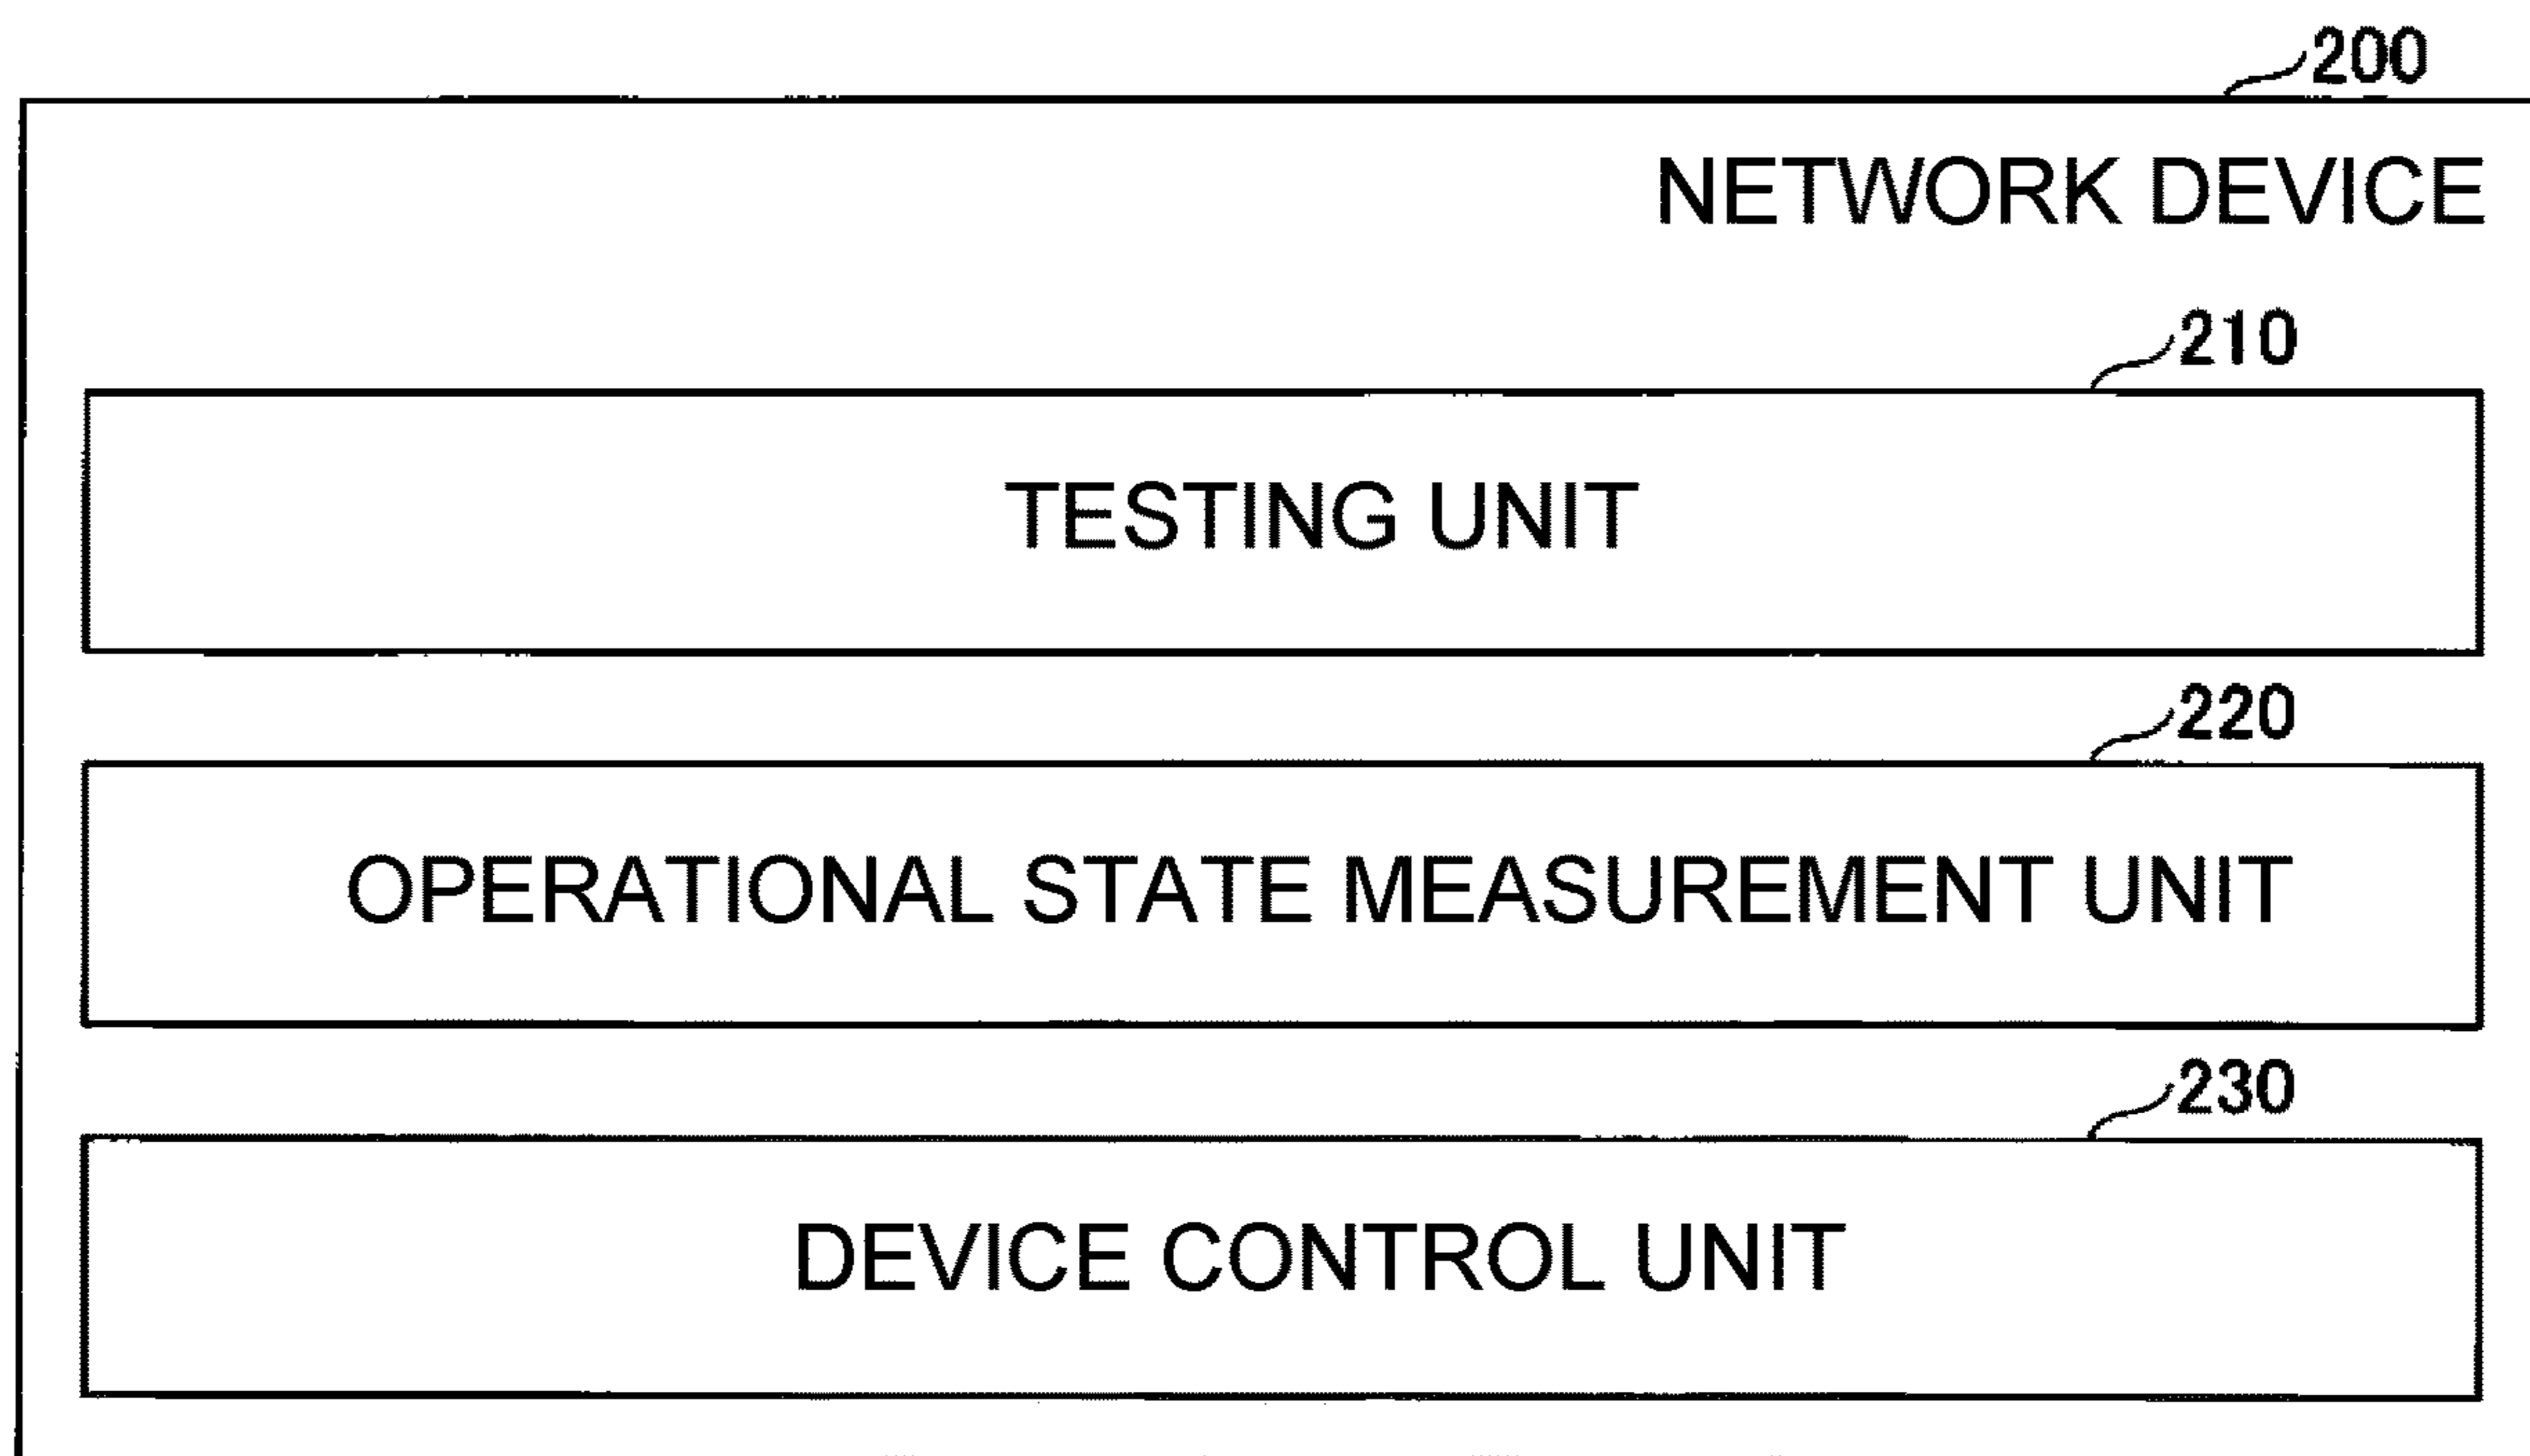 200
NETWORK DEVICE
210
TESTING UNIT
220
OPERATIONAL STATE MEASUREMENT UNIT
230
DEVICE CONTROL UNIT